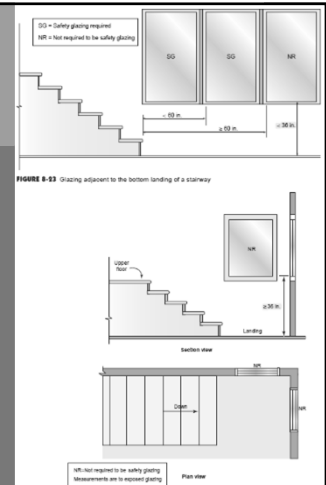 SG = Safety glazing required
NR = Not required to be safety glazing
SG
SG
NR
< 60 in.
≥ 60 in.
< 36 in.
FIGURE 8-23 Glazing adjacent to the bottom landing of a stairway
NR
Upper
floor
≥ 36 in.
Landing
Section view
NR
Down
NR
NR=Not required to be safety glazing
Measurements are to exposed glazing
Plan view